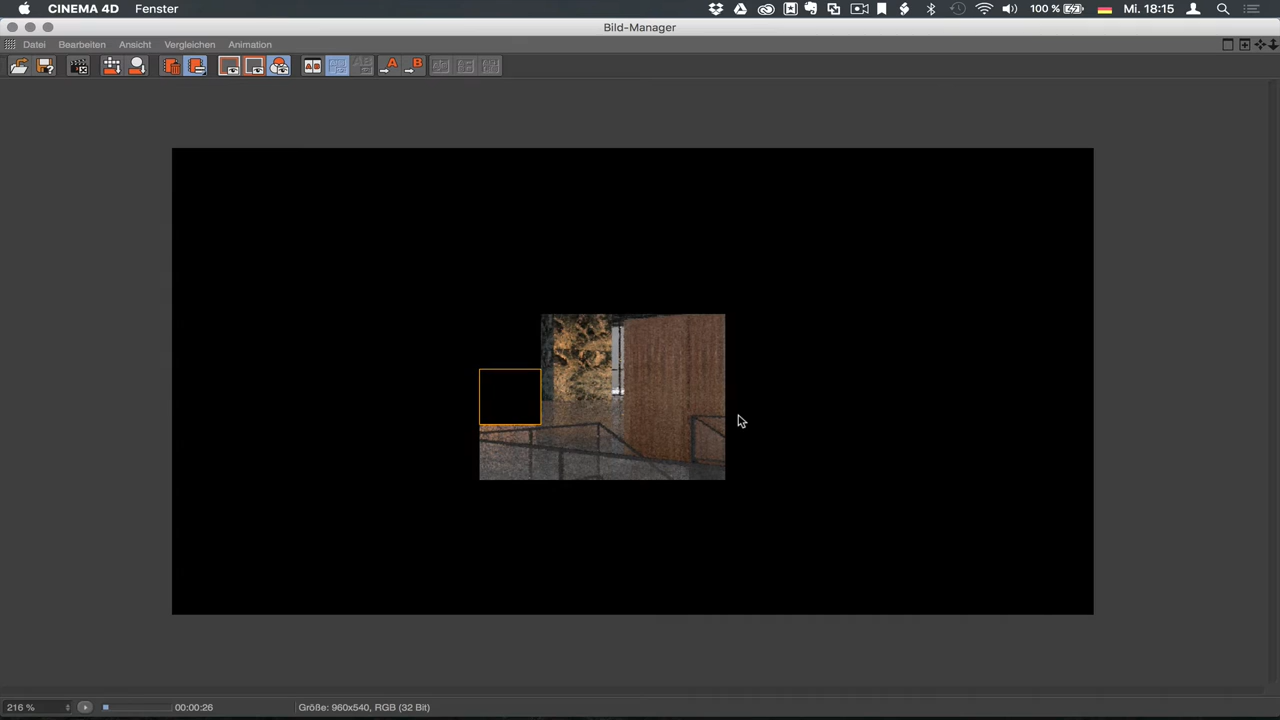 CINEMA 4D Fenster 100 % Mi. 18:15
Bild-Manager
Datei Bearbeiten Ansicht Vergleichen Animation
A B A B
216 % 00:00:26 Größe: 960x540, RGB (32 Bit)